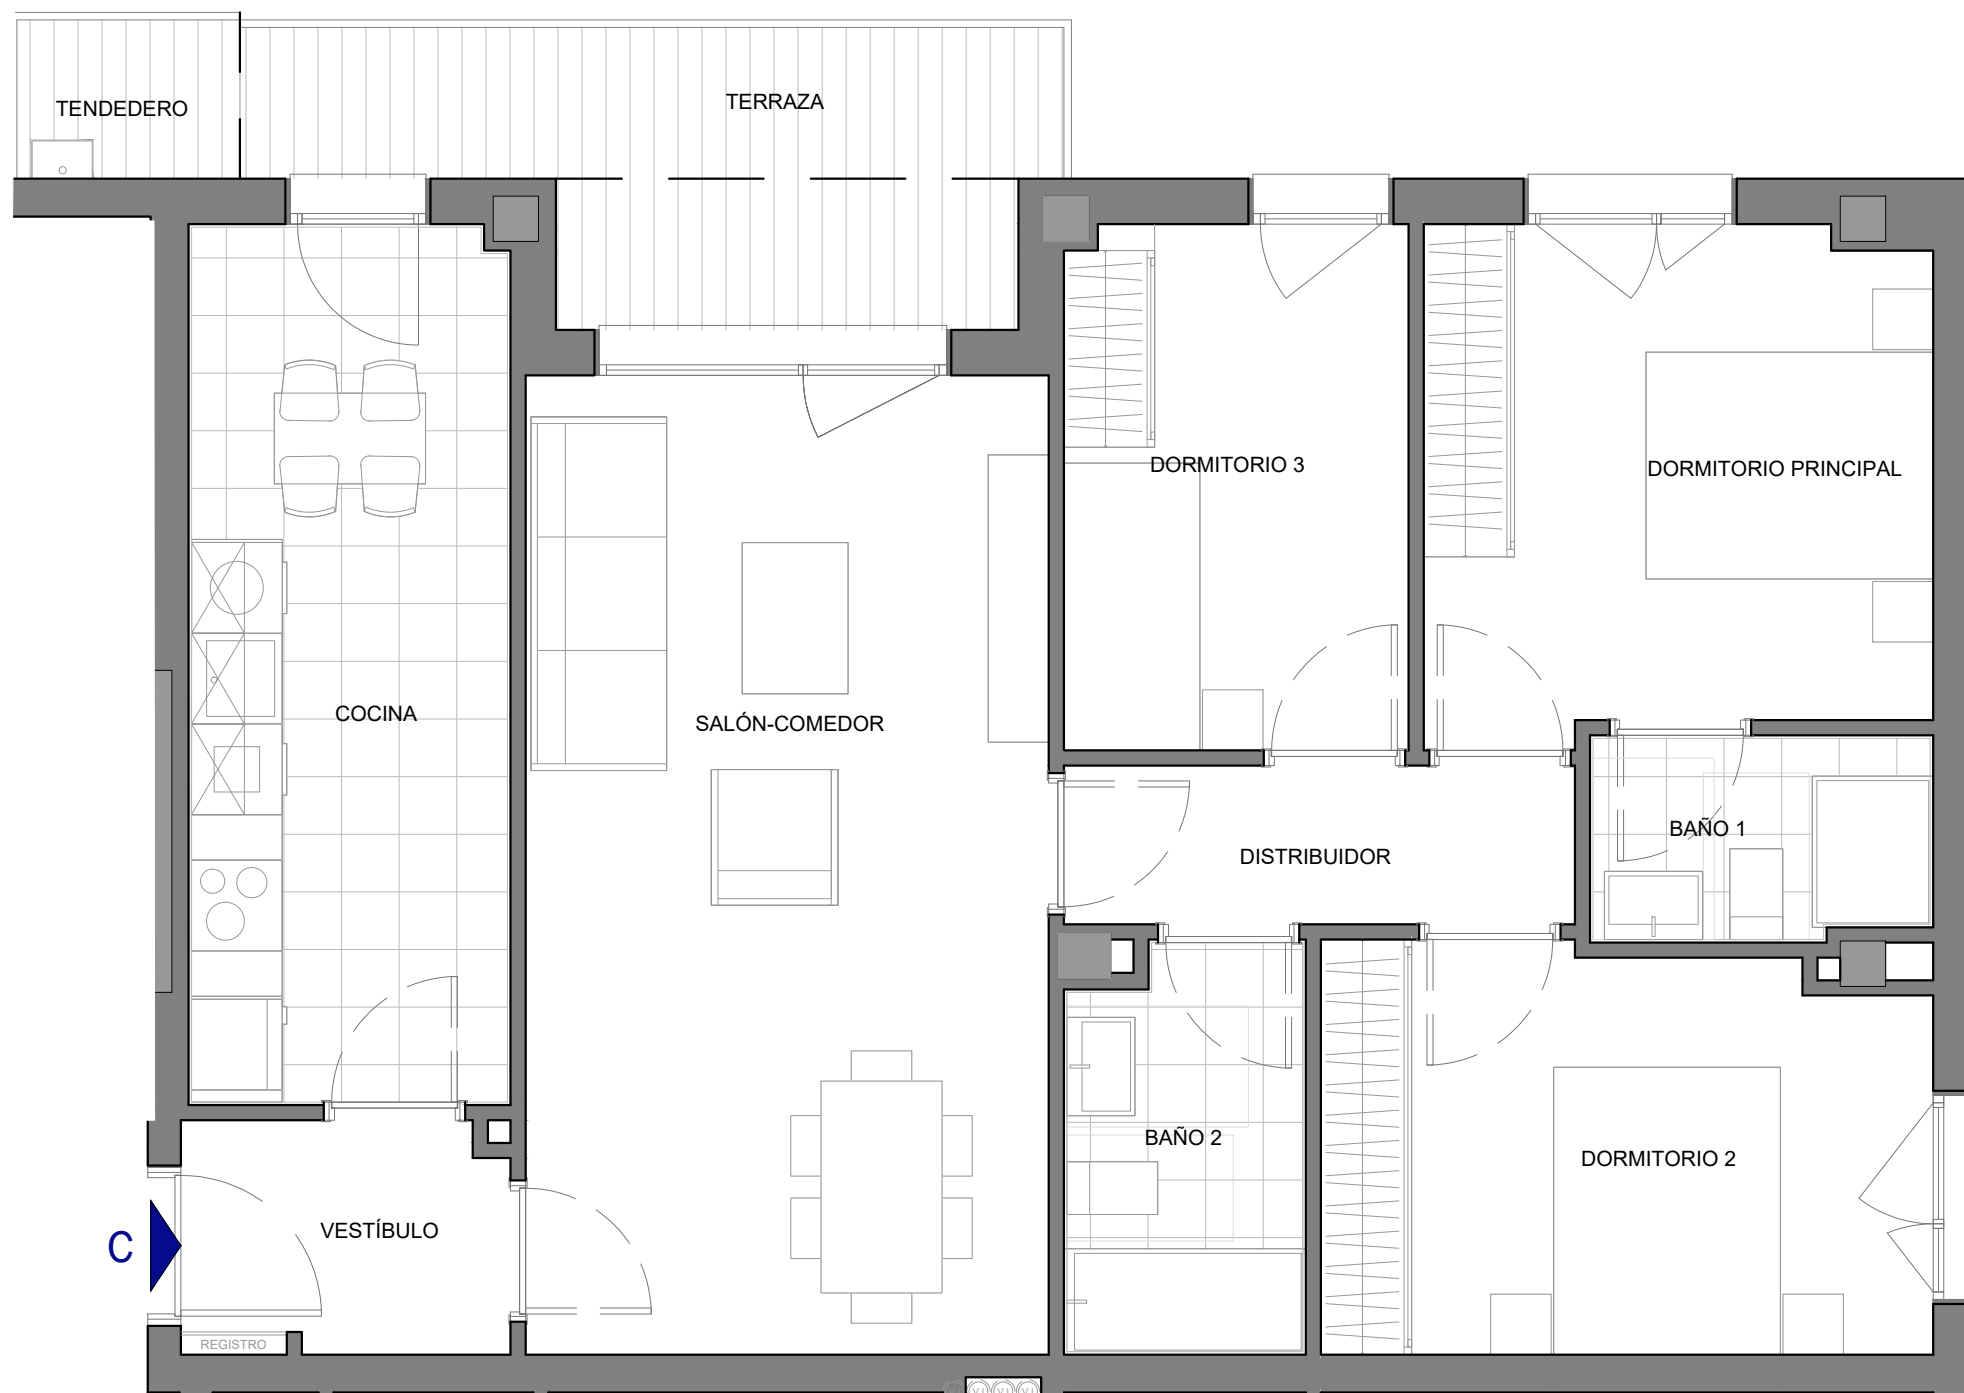 TENDEDERO
TERRAZA
DORMITORIO 3
DORMITORIO PRINCIPAL
COCINA
SALÓN-COMEDOR
BAÑO 1
DISTRIBUIDOR
BAÑO 2
DORMITORIO 2
VESTÍBULO
C
REGISTRO